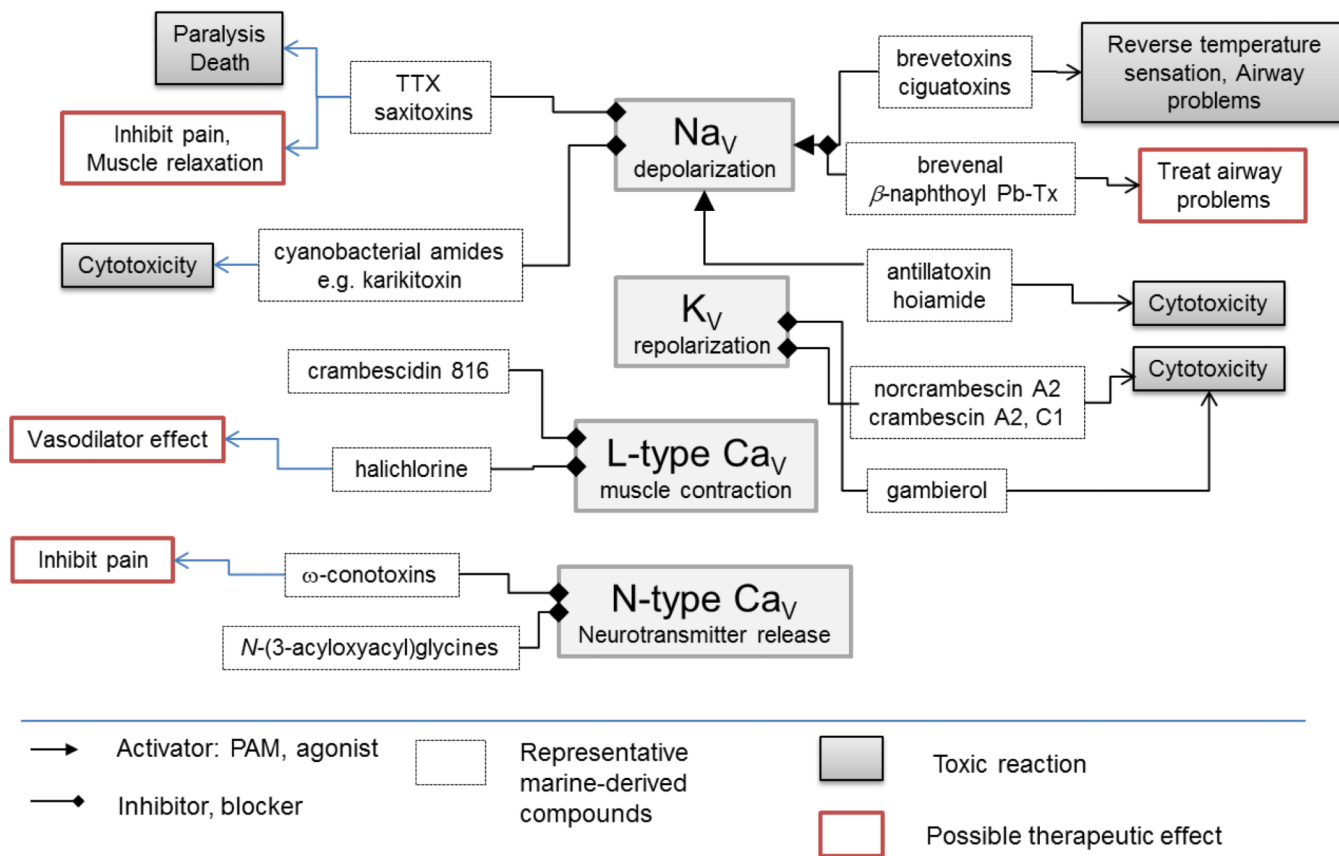 Paralysis
Death
TTX
saxitoxins
Inhibit pain,
Muscle relaxation
Cytotoxicity
cyanobacterial amides
e.g. karikitoxin
NaV
depolarization
brevetoxins
ciguatoxins
Reverse temperature
sensation, Airway
problems
brevenal
β-naphthoyl Pb-Tx
Treat airway
problems
antillatoxin
hoiamide
Cytotoxicity
KV
repolarization
norcrambescin A2
crambescin A2, C1
Cytotoxicity
gambierol
crambescidin 816
Vasodilator effect
halichlorine
L-type CaV
muscle contraction
Inhibit pain
ω-conotoxins
N-(3-acyloxyacyl)glycines
N-type CaV
Neurotransmitter release
Activator: PAM, agonist
Inhibitor, blocker
Representative
marine-derived
compounds
Toxic reaction
Possible therapeutic effect